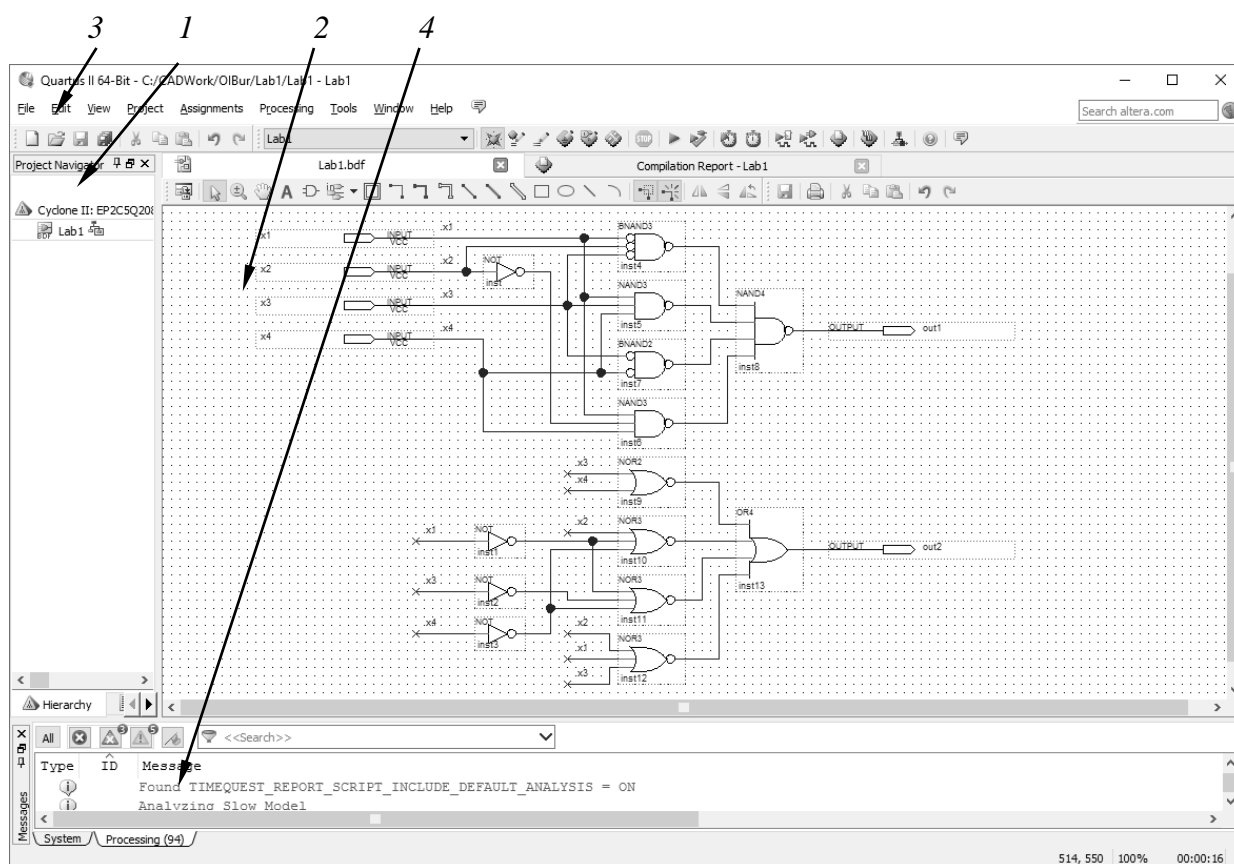 3 1 2 4
Quartus II 64-Bit - C:/CADWork/OlBur/Lab1/Lab1 - Lab1
File Edit View Project Assignments Processing Tools Window Help
Search altera.com
Lab1
Project Navigator
Lab1.bdf
Compilation Report - Lab1
Cyclone II: EP2C5Q208
Lab1
x1 INPUT VCC x1
x2 INPUT VCC x2
x3 INPUT VCC x3
x4 INPUT VCC x4
NOT
inst
BNAND3
inst4
NAND3
inst5
BNAND2
inst7
NAND3
inst6
NAND4
inst8
OUTPUT out1
x3
x4
NOR2
inst9
x1 NOT
inst1
x2 NOR3
inst10
x3 NOT
inst2
NOR3
inst11
x4 NOT
inst3
x2
x1
x3
NOR3
inst12
OR4
inst13
OUTPUT out2
Hierarchy
All 3 5 <<Search>>
Type ID Message
Found TIMEQUEST_REPORT_SCRIPT_INCLUDE_DEFAULT_ANALYSIS = ON
Analyzing Slow Model
Messages
System Processing (94)
514, 550 100% 00:00:16